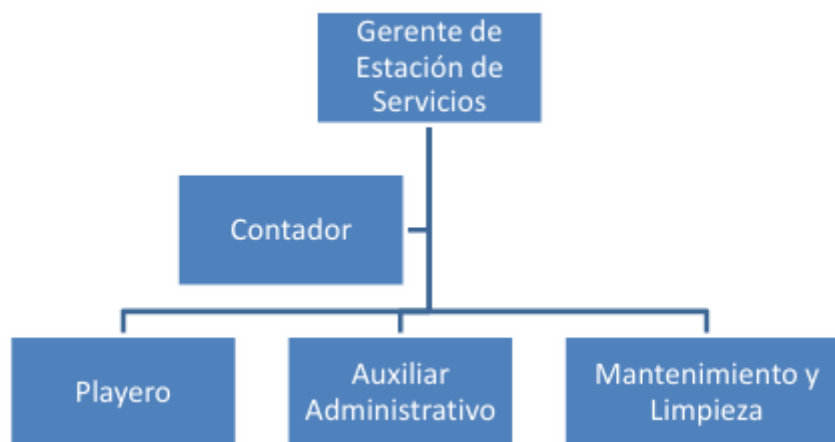 Gerente de
Estación de
Servicios
Contador
Playero
Auxiliar
Administrativo
Mantenimiento y
Limpieza